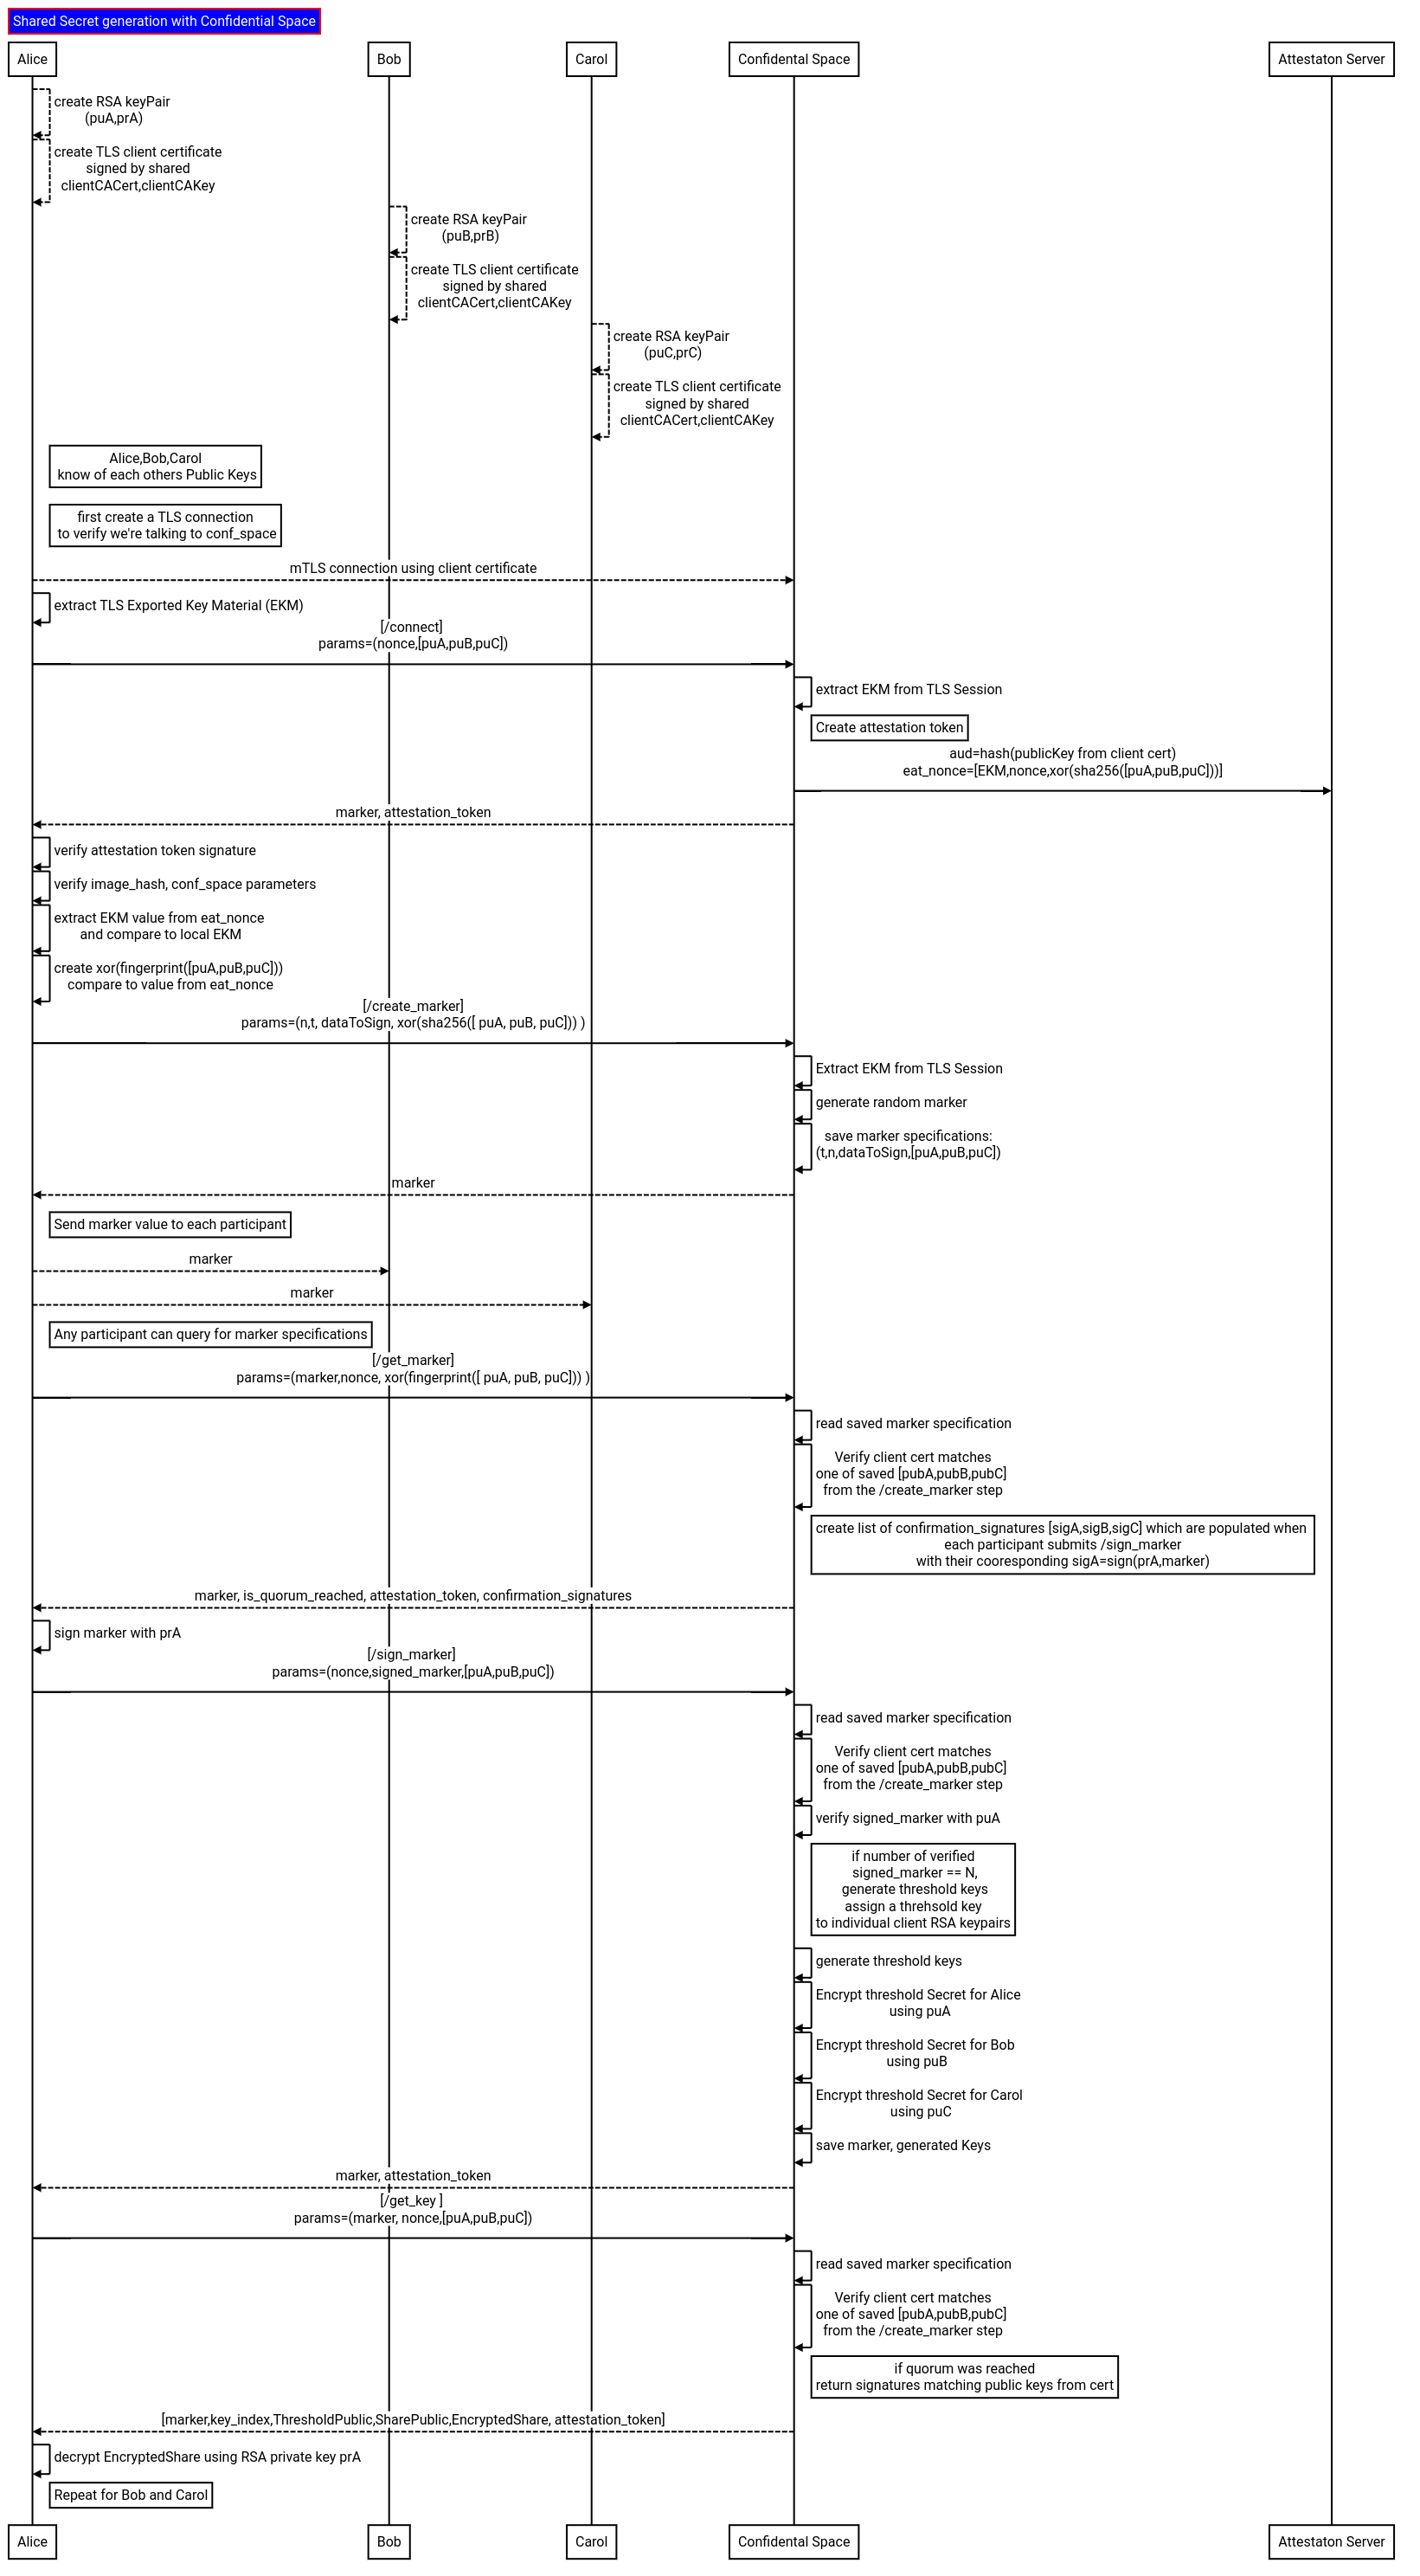 Shared Secret generation with Confidential Space
Alice
Bob
Carol
Confidental Space
Attestaton Server
create RSA keyPair
(puA,prA)
create TLS client certificate
signed by shared
clientCACert,clientCAKey
create RSA keyPair
(puB,prB)
create TLS client certificate
signed by shared
clientCACert,clientCAKey
create RSA keyPair
(puC,prC)
create TLS client certificate
signed by shared
clientCACert,clientCAKey
Alice,Bob,Carol
know of each others Public Keys
first create a TLS connection
to verify we're talking to conf_space
mTLS connection using client certificate
extract TLS Exported Key Material (EKM)
[/connect]
params=(nonce,[puA,puB,puC])
extract EKM from TLS Session
Create attestation token
aud=hash(publicKey from client cert)
eat_nonce=[EKM,nonce,xor(sha256([puA,puB,puC]))]
marker, attestation_token
verify attestation token signature
verify image_hash, conf_space parameters
extract EKM value from eat_nonce
and compare to local EKM
create xor(fingerprint([puA,puB,puC]))
compare to value from eat_nonce
[/create_marker]
params=(n,t, dataToSign, xor(sha256([ puA, puB, puC])) )
Extract EKM from TLS Session
generate random marker
save marker specifications:
(t,n,dataToSign,[puA,puB,puC])
marker
Send marker value to each participant
marker
marker
Any participant can query for marker specifications
[/get_marker]
params=(marker,nonce, xor(fingerprint([ puA, puB, puC])) )
read saved marker specification
Verify client cert matches
one of saved [pubA,pubB,pubC]
from the /create_marker step
create list of confirmation_signatures [sigA,sigB,sigC] which are populated when
each participant submits /sign_marker
with their cooresponding sigA=sign(prA,marker)
marker, is_quorum_reached, attestation_token, confirmation_signatures
sign marker with prA
[/sign_marker]
params=(nonce,signed_marker,[puA,puB,puC])
read saved marker specification
Verify client cert matches
one of saved [pubA,pubB,pubC]
from the /create_marker step
verify signed_marker with puA
if number of verified
signed_marker == N,
generate threshold keys
assign a threhsold key
to individual client RSA keypairs
generate threshold keys
Encrypt threshold Secret for Alice
using puA
Encrypt threshold Secret for Bob
using puB
Encrypt threshold Secret for Carol
using puC
save marker, generated Keys
marker, attestation_token
[/get_key ]
params=(marker, nonce,[puA,puB,puC])
read saved marker specification
Verify client cert matches
one of saved [pubA,pubB,pubC]
from the /create_marker step
if quorum was reached
return signatures matching public keys from cert
[marker,key_index,ThresholdPublic,SharePublic,EncryptedShare, attestation_token]
decrypt EncryptedShare using RSA private key prA
Repeat for Bob and Carol
Alice
Bob
Carol
Confidental Space
Attestaton Server